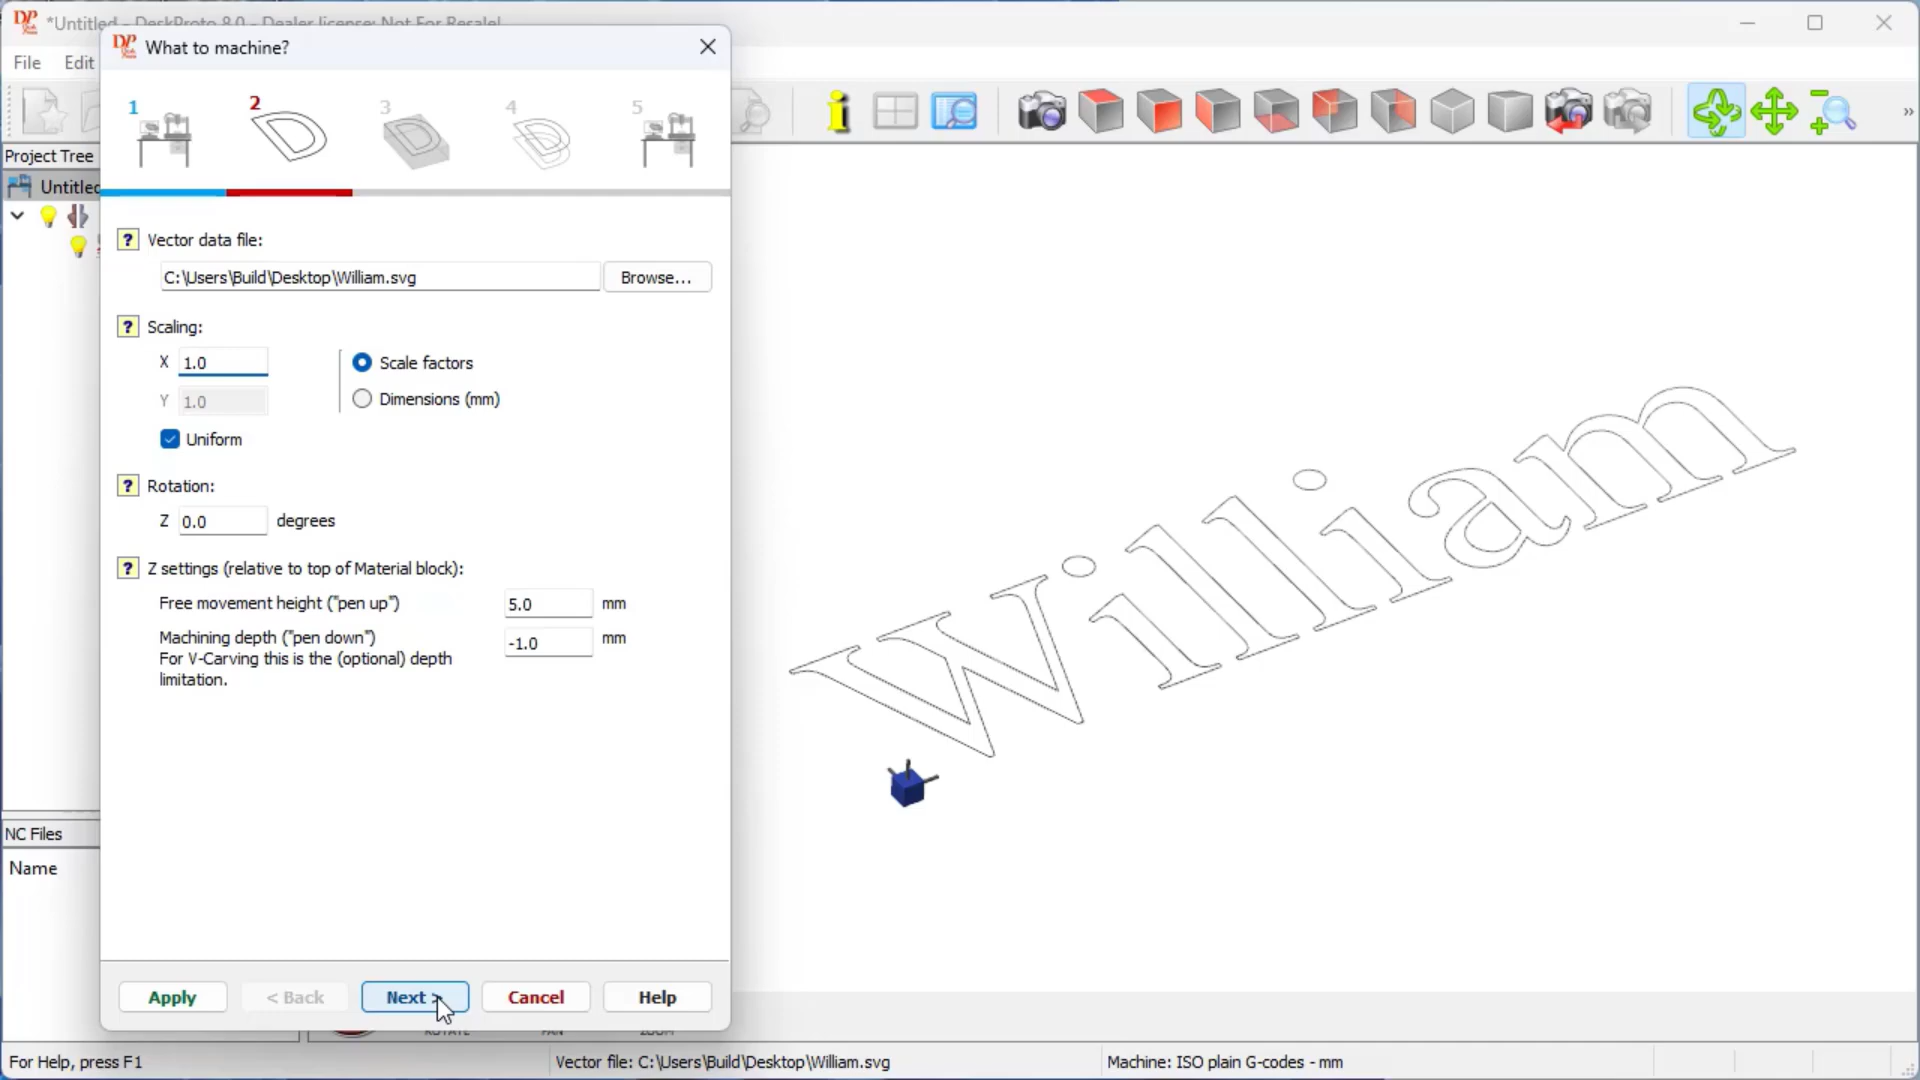 *Untitled - DeskProto 8.0 - Dealer license: Not For Resale!
What to machine?
File Edit
1 2 3 4 5
Project Tree
Untitled
Vector data file:
C:\Users\Build\Desktop\William.svg Browse...
Scaling:
X 1.0 Scale factors
Y 1.0 Dimensions (mm)
Uniform
Rotation:
Z 0.0 degrees
Z settings (relative to top of Material block):
Free movement height ("pen up") 5.0 mm
Machining depth ("pen down") -1.0 mm
For V-Carving this is the (optional) depth
limitation.
William
NC Files
Name
Apply < Back Next > Cancel Help
ROTATE PAN ZOOM
For Help, press F1 Vector file: C:\Users\Build\Desktop\William.svg Machine: ISO plain G-codes - mm